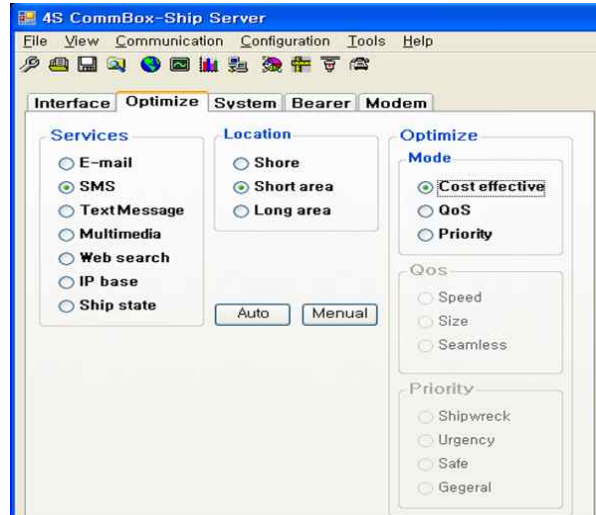 4S CommBox-Ship Server
File View Communication Configuration Tools Help
Interface Optimize System Bearer Modem
Services
E-mail
SMS
Text Message
Multimedia
Web search
IP base
Ship state
Location
Shore
Short area
Long area
Auto Menual
Optimize
Mode
Cost effective
QoS
Priority
Qos
Speed
Size
Seamless
Priority
Shipwreck
Urgency
Safe
Gegeral